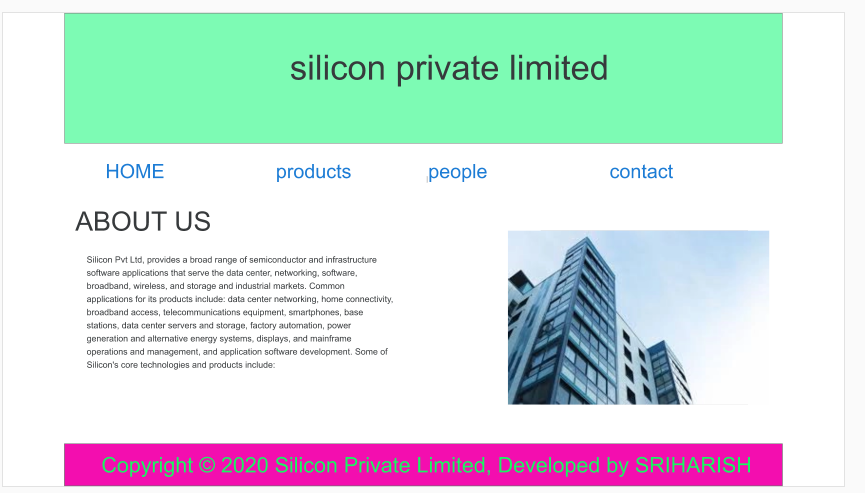 silicon private limited
HOME products people contact
ABOUT US
Silicon Pvt Ltd, provides a broad range of semiconductor and infrastructure
software applications that serve the data center, networking, software,
broadband, wireless, and storage and industrial markets. Common
applications for its products include: data center networking, home connectivity,
broadband access, telecommunications equipment, smartphones, base
stations, data center servers and storage, factory automation, power
generation and alternative energy systems, displays, and mainframe
operations and management, and application software development. Some of
Silicon's core technologies and products include:
Copyright © 2020 Silicon Private Limited, Developed by SRIHARISH